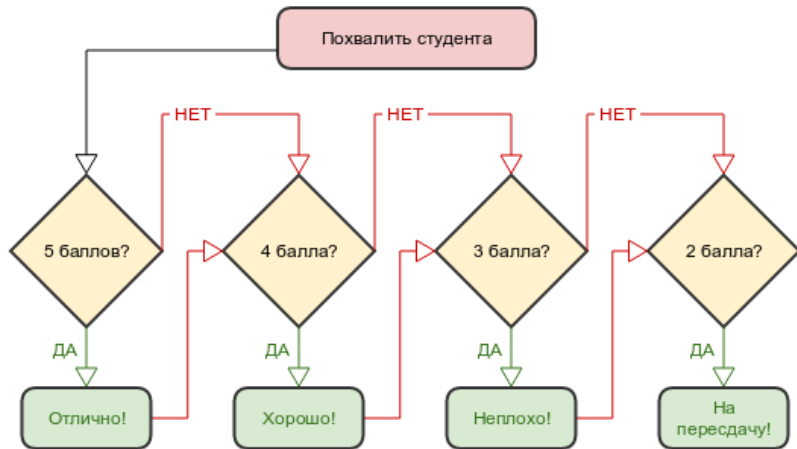 Похвалить студента
НЕТ
НЕТ
НЕТ
5 баллов?
4 балла?
3 балла?
2 балла?
ДА
ДА
ДА
ДА
Отлично!
Хорошо!
Неплохо!
На
пересдачу!